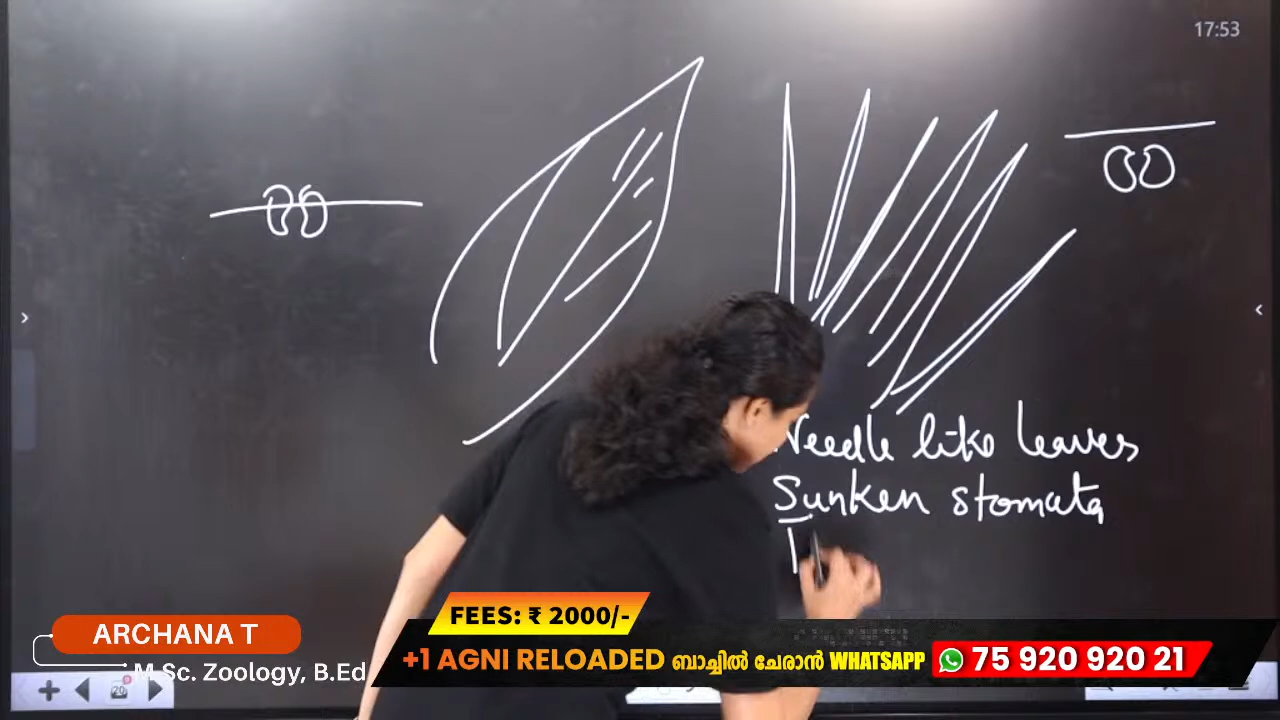 17:53
Needle like leaves
Sunken stomata
FEES: ₹ 2000/-
ARCHANA T
M Sc. Zoology, B.Ed
+1 AGNI RELOADED ബാച്ചിൽ ചേരാൻ WHATSAPP 75 920 920 21
20